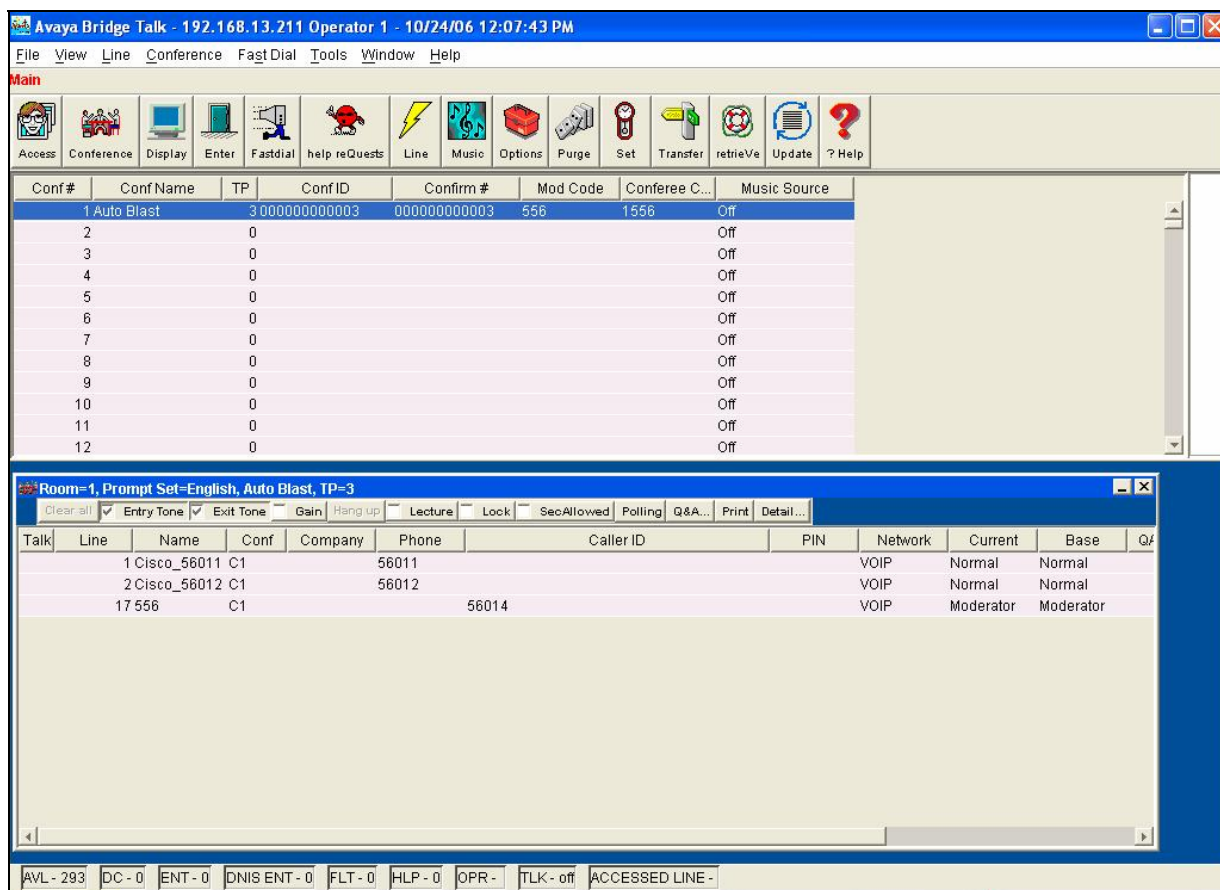 Avaya Bridge Talk - 192.168.13.211 Operator 1 - 10/24/06 12:07:43 PM
File View Line Conference Fast Dial Tools Window Help
Main
Access Conference Display Enter Fastdial help reQuests Line Music Options Purge Set Transfer retrieVe Update ? Help
Conf # Conf Name TP Conf ID Confirm # Mod Code Conferee C... Music Source
1 Auto Blast 3 000000000003 000000000003 556 1556 Off
2 0 Off
3 0 Off
4 0 Off
5 0 Off
6 0 Off
7 0 Off
8 0 Off
9 0 Off
10 0 Off
11 0 Off
12 0 Off
Room=1, Prompt Set=English, Auto Blast, TP=3
Clear all Entry Tone Exit Tone Gain Hang up Lecture Lock SecAllowed Polling Q&A... Print Detail...
Talk Line Name Conf Company Phone Caller ID PIN Network Current Base
1 Cisco_56011 C1 56011 VOIP Normal Normal
2 Cisco_56012 C1 56012 VOIP Normal Normal
17 556 C1 56014 VOIP Moderator Moderator
AVL - 293 DC - 0 ENT - 0 DNIS ENT - 0 FLT - 0 HLP - 0 OPR - TLK - off ACCESSED LINE -